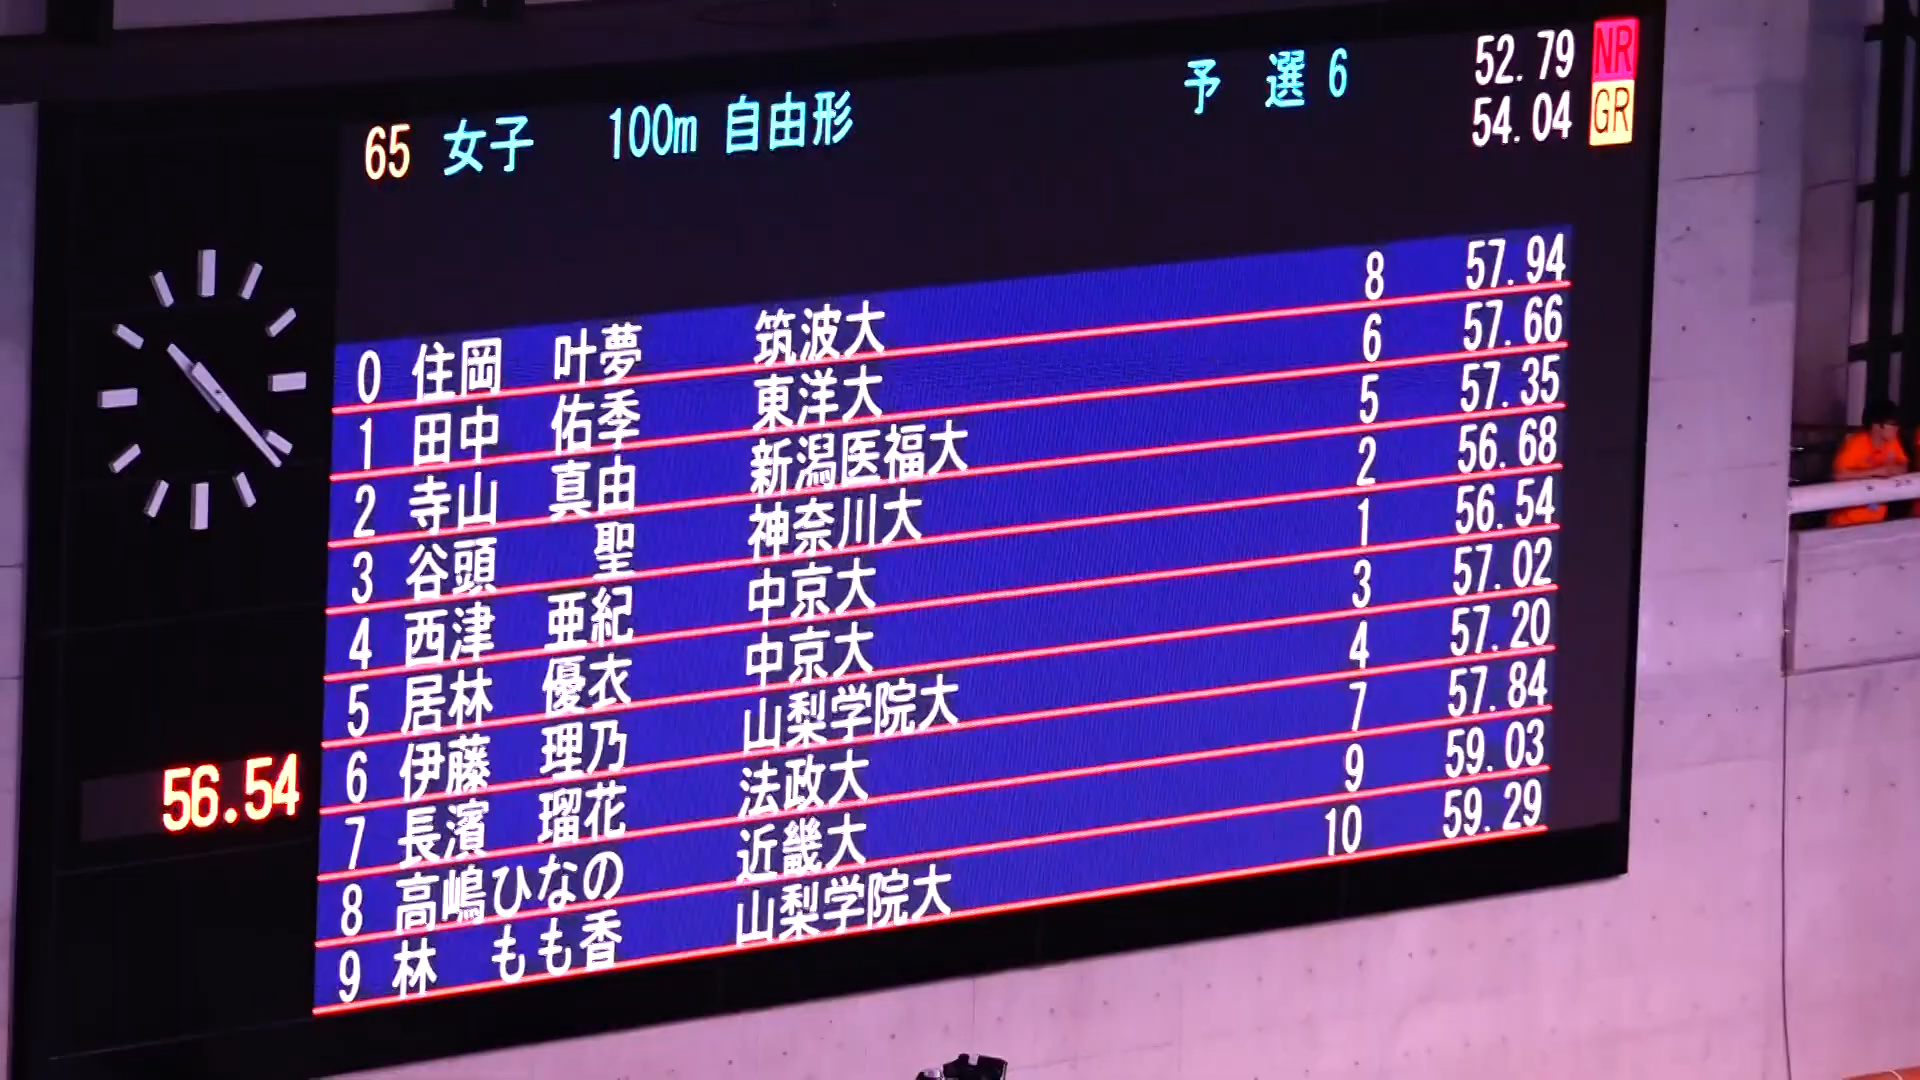 65 女子 100m 自由形 予 選 6 52.79 NR
54.04 GR
0 住岡 叶夢 筑波大 8 57.94
1 田中 佑季 東洋大 6 57.66
2 寺山 真由 新潟医福大 5 57.35
3 谷頭 聖 神奈川大 2 56.68
4 西津 亜紀 中京大 1 56.54
5 居林 優衣 中京大 3 57.02
6 伊藤 理乃 山梨学院大 4 57.20
7 長濱 瑠花 法政大 7 57.84
8 高嶋ひなの 近畿大 9 59.03
9 林 もも香 山梨学院大 10 59.29
56.54